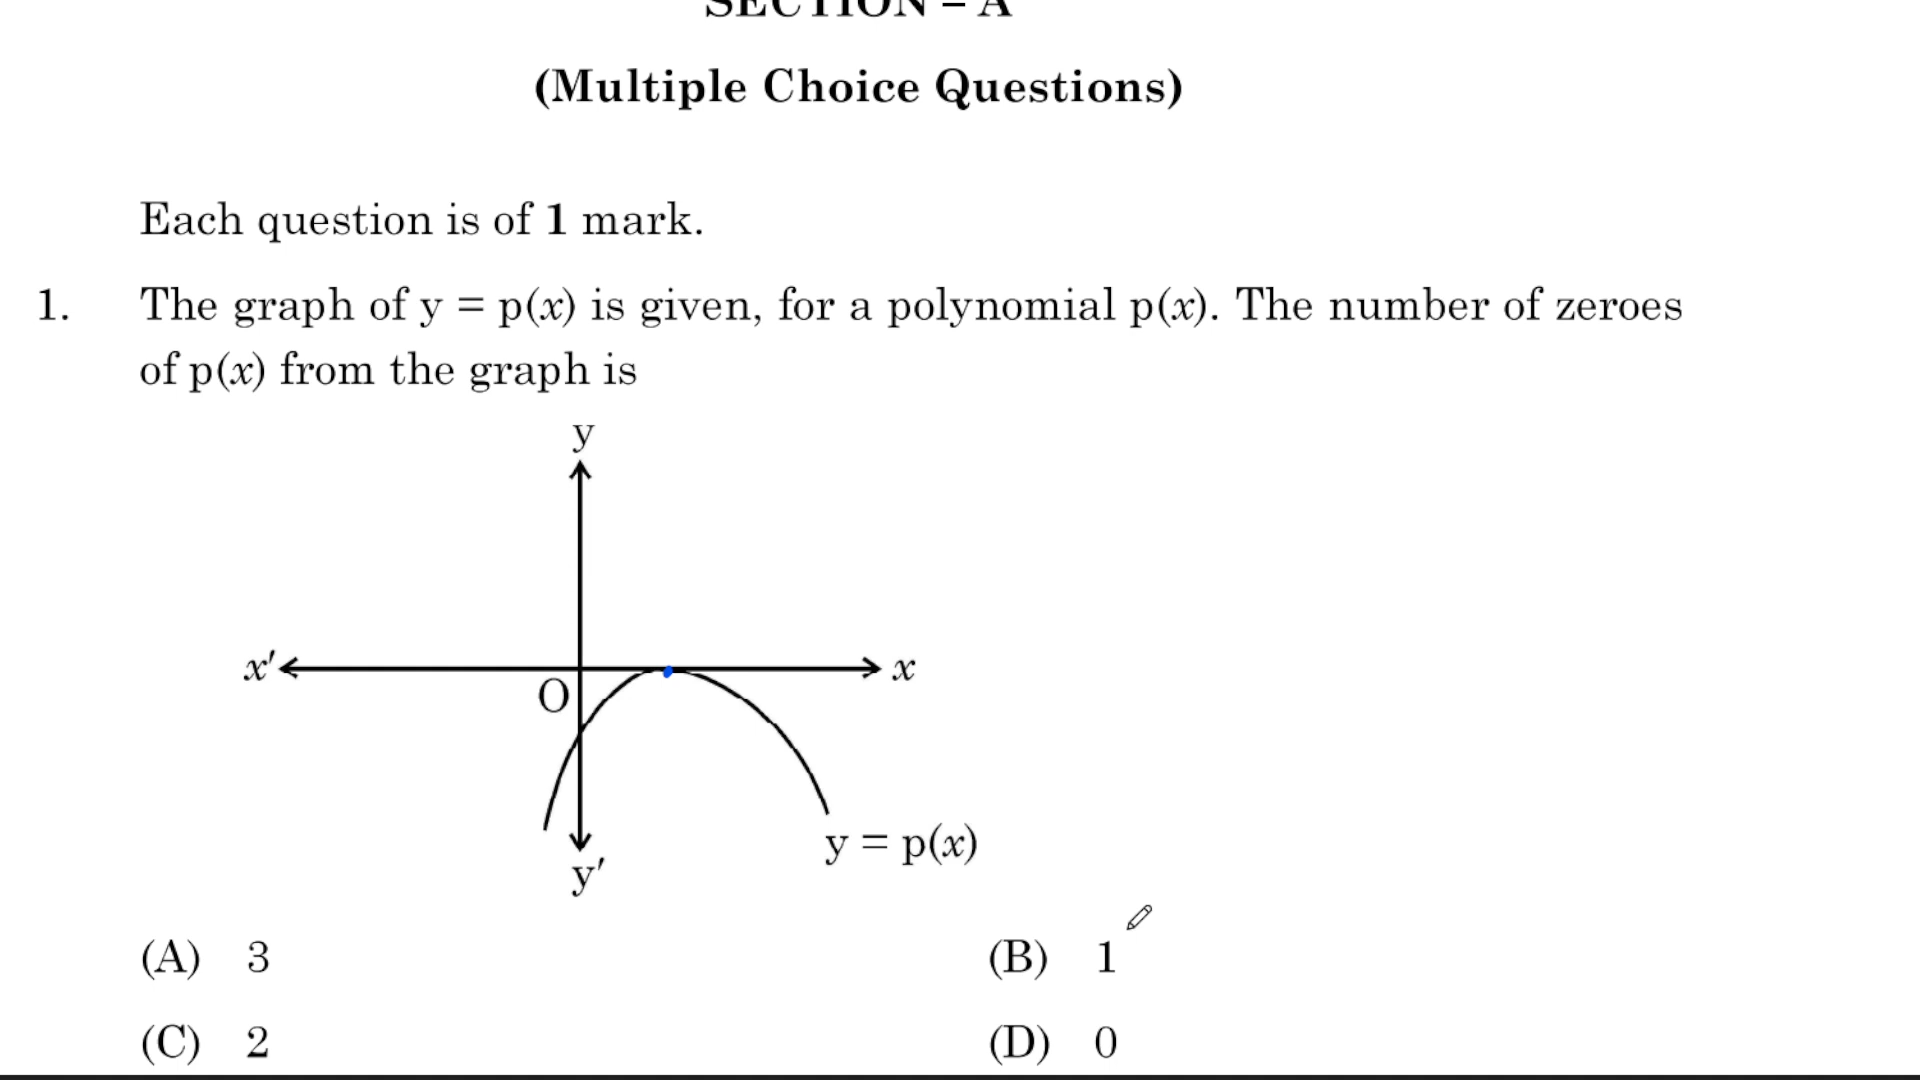 SECTION – A
(Multiple Choice Questions)
Each question is of 1 mark.
1. The graph of y = p(x) is given, for a polynomial p(x). The number of zeroes
of p(x) from the graph is
y
x′ x
O
y = p(x)
y′
(A) 3 (B) 1
(C) 2 (D) 0